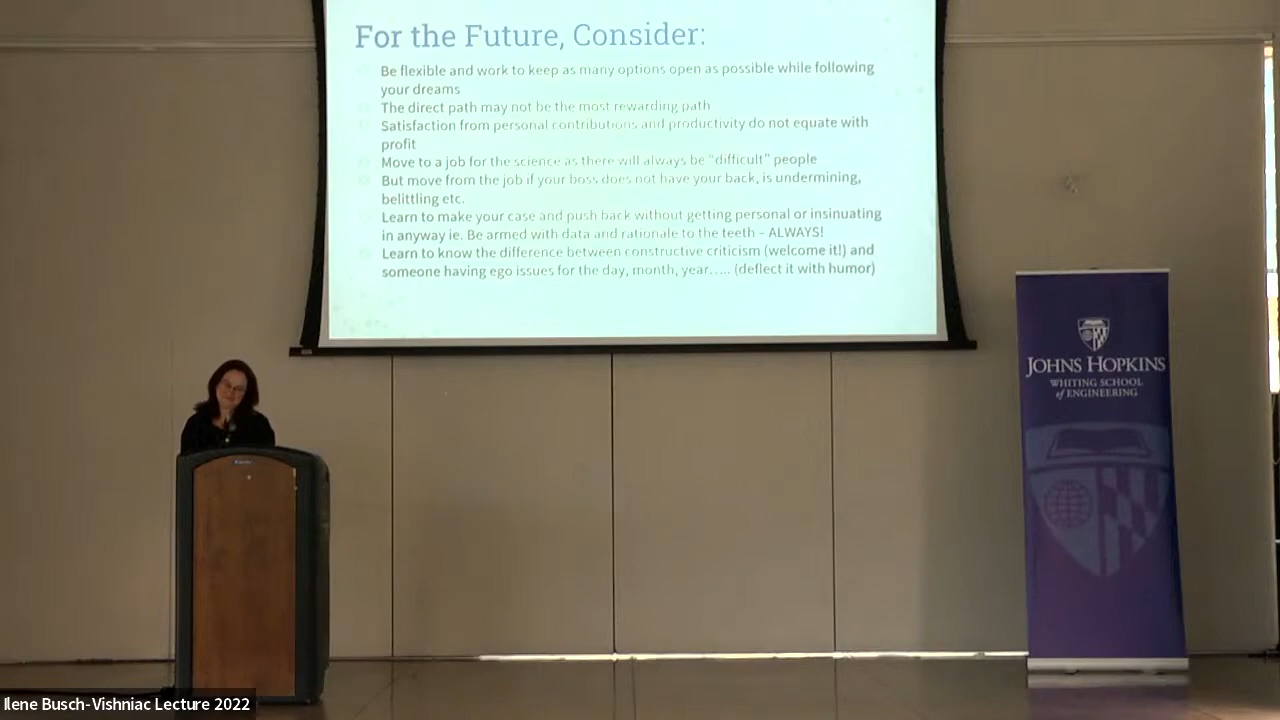 For the Future, Consider:
Be flexible and work to keep as many options open as possible while following
your dreams
The direct path may not be the most rewarding path
Satisfaction from personal contributions and productivity do not equate with
profit
Move to a job for the science as there will always be "difficult" people
But move from the job if your boss does not have your back, is undermining,
belittling etc.
Learn to make your case and push back without getting personal or insinuating
in anyway ie. Be armed with data and rationale to the teeth – ALWAYS!
Learn to know the difference between constructive criticism (welcome it!) and
someone having ego issues for the day, month, year..... (deflect it with humor)
JOHNS HOPKINS
WHITING SCHOOL
of ENGINEERING
Ilene Busch-Vishniac Lecture 2022